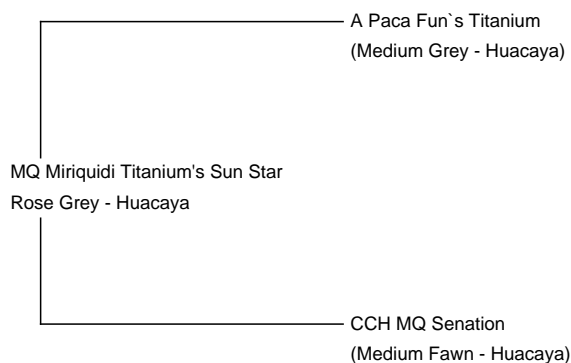 A Paca Fun`s Titanium
(Medium Grey - Huacaya)
MQ Miriquidi Titanium's Sun Star
Rose Grey - Huacaya
CCH MQ Senation
(Medium Fawn - Huacaya)